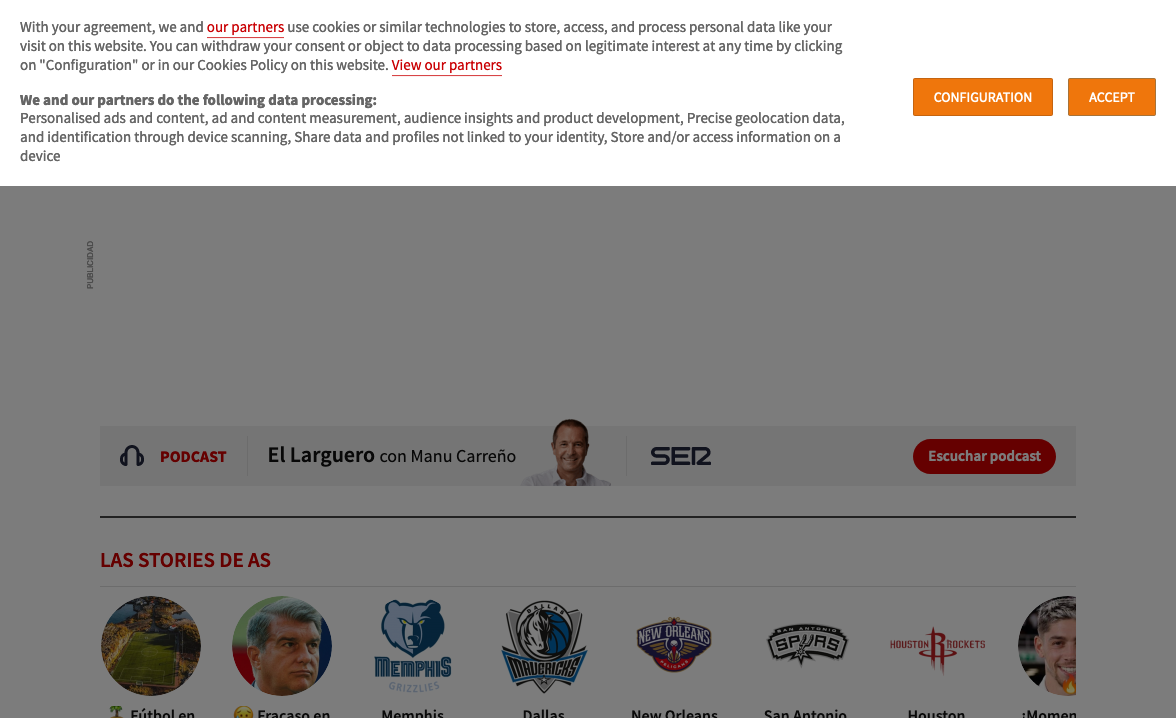 With your agreement, we and our partners use cookies or similar technologies to store, access, and process personal data like your
visit on this website. You can withdraw your consent or object to data processing based on legitimate interest at any time by clicking
on "Configuration" or in our Cookies Policy on this website. View our partners
We and our partners do the following data processing:
Personalised ads and content, ad and content measurement, audience insights and product development, Precise geolocation data,
and identification through device scanning, Share data and profiles not linked to your identity, Store and/or access information on a
device
CONFIGURATION
ACCEPT
PUBLICIDAD
PODCAST
El Larguero con Manu Carreño
SER
Escuchar podcast
LAS STORIES DE AS
MEMPHIS
GRIZZLIES
DALLAS
MAVERICKS
NEW ORLEANS
PELICANS
SAN ANTONIO
SPURS
HOUSTON ROCKETS
Fútbol en
Fracaso en
Memphis
Dallas
New Orleans
San Antonio
Houston
¡Momen